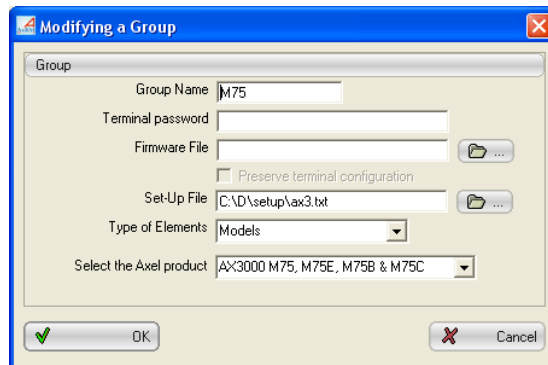 Modifying a Group
Group
Group Name M75
Terminal password
Firmware File ...
Preserve terminal configuration
Set-Up File C:\D\setup\ax3.txt ...
Type of Elements Models
Select the Axel product AX3000 M75, M75E, M75B & M75C
OK Cancel